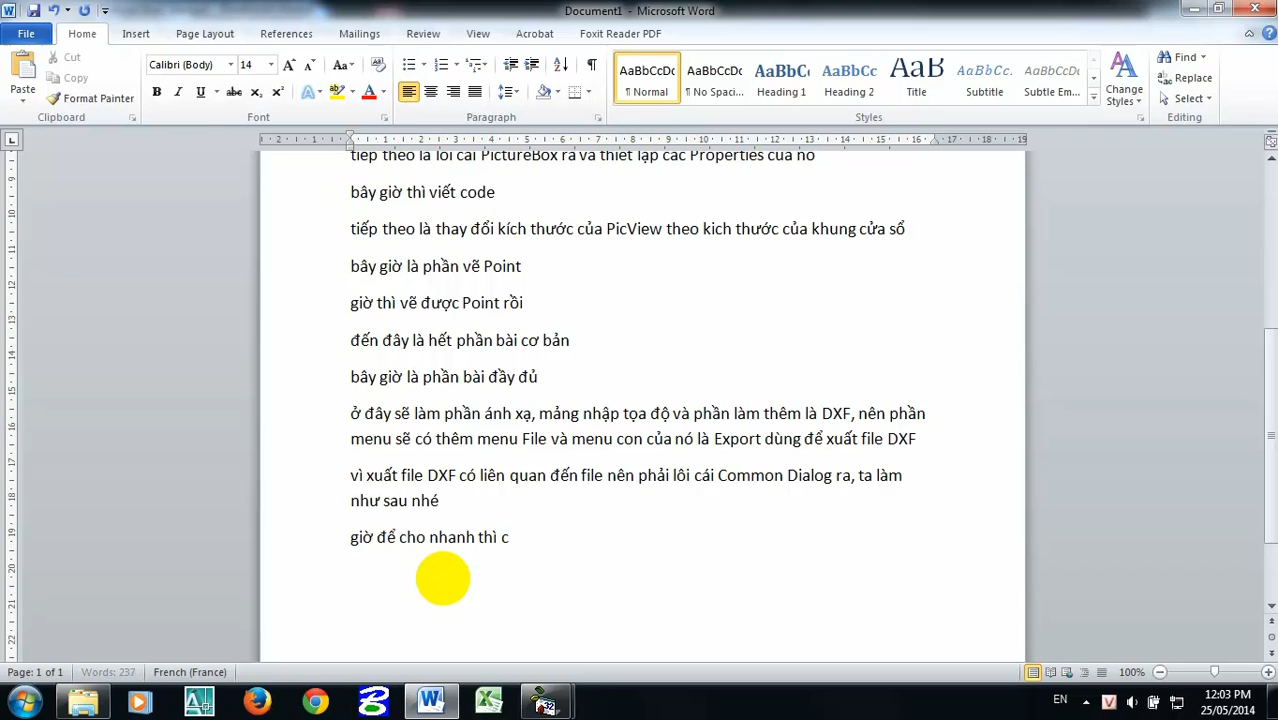 Document1 - Microsoft Word
File Home Insert Page Layout References Mailings Review View Acrobat Foxit Reader PDF
Paste
Cut
Copy
Format Painter
Clipboard
Calibri (Body) 14
Font
Paragraph
AaBbCcDc AaBbCcDc AaBbCc AaBbCc AaB AaBbCc. AaBbCcDc
¶ Normal ¶ No Spaci... Heading 1 Heading 2 Title Subtitle Subtle Em...
Styles
Change Styles
Find
Replace
Select
Editing
tiếp theo là lôi cái PictureBox ra và thiết lập các Properties của nó
bây giờ thì viết code
tiếp theo là thay đổi kích thước của PicView theo kich thước của khung cửa sổ
bây giờ là phần vẽ Point
giờ thì vẽ được Point rồi
đến đây là hết phần bài cơ bản
bây giờ là phần bài đầy đủ
ở đây sẽ làm phần ánh xạ, mảng nhập tọa độ và phần làm thêm là DXF, nên phần
menu sẽ có thêm menu File và menu con của nó là Export dùng để xuất file DXF
vì xuất file DXF có liên quan đến file nên phải lôi cái Common Dialog ra, ta làm
như sau nhé
giờ để cho nhanh thì c
Page: 1 of 1 Words: 237 French (France) 100%
EN 12:03 PM
25/05/2014